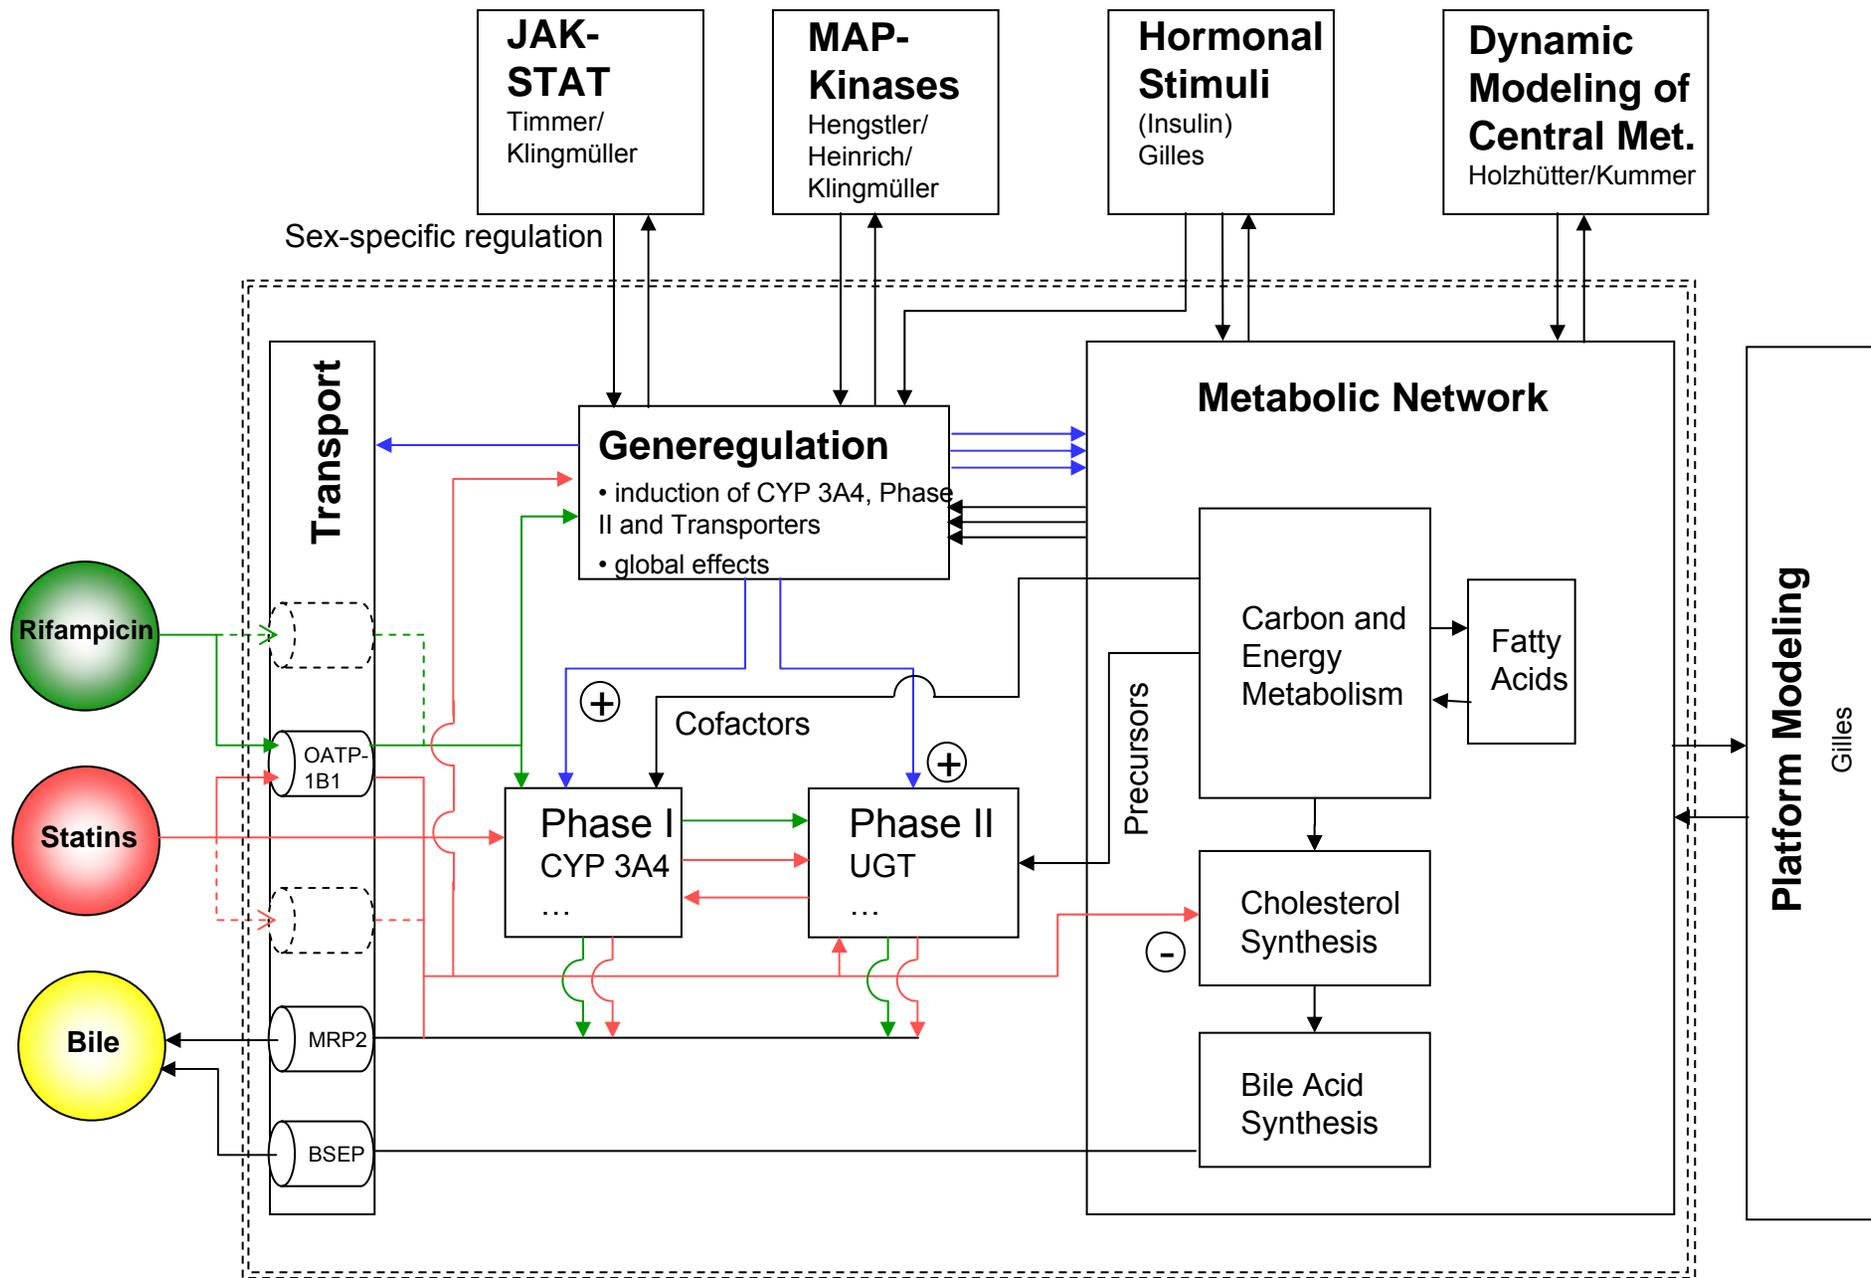 JAK-
STAT
Timmer/
Klingmüller
MAP-
Kinases
Hengstler/
Heinrich/
Klingmüller
Hormonal
Stimuli
(Insulin)
Gilles
Dynamic
Modeling of
Central Met.
Holzhütter/Kummer
Sex-specific regulation
Transport
Generegulation
• induction of CYP 3A4, Phase
II and Transporters
• global effects
Metabolic Network
Rifampicin
Statins
Bile
OATP-
1B1
MRP2
BSEP
+
Cofactors
+
Precursors
Phase I
CYP 3A4
...
Phase II
UGT
...
Carbon and
Energy
Metabolism
Fatty
Acids
Cholesterol
Synthesis
-
Bile Acid
Synthesis
Platform Modeling
Gilles